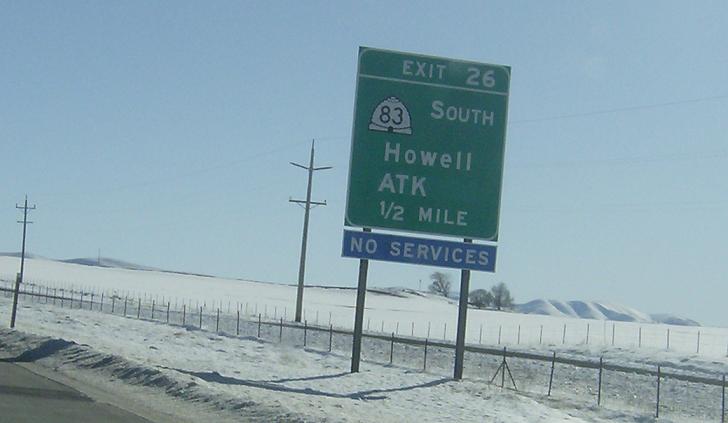 EXIT 26
83 SOUTH
Howell
ATK
1/2 MILE
NO SERVICES